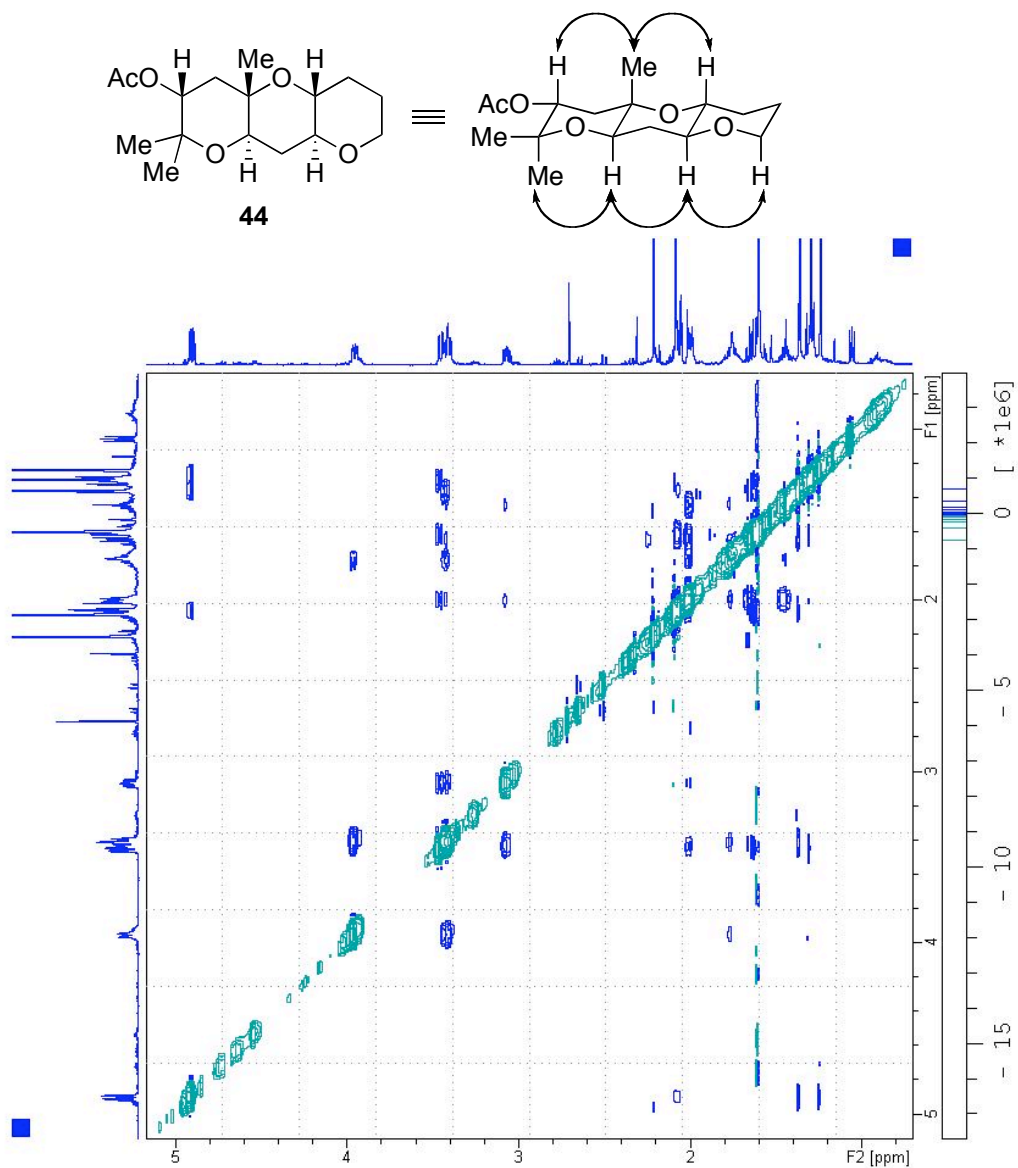 H Me H
AcO O
Me O O
Me H H
44
H Me H
AcO O
Me O O
Me H H H
F1 [ppm]
2
3
4
5
[ *1e6]
0
- 5
- 10
- 15
5 4 3 2 F2 [ppm]